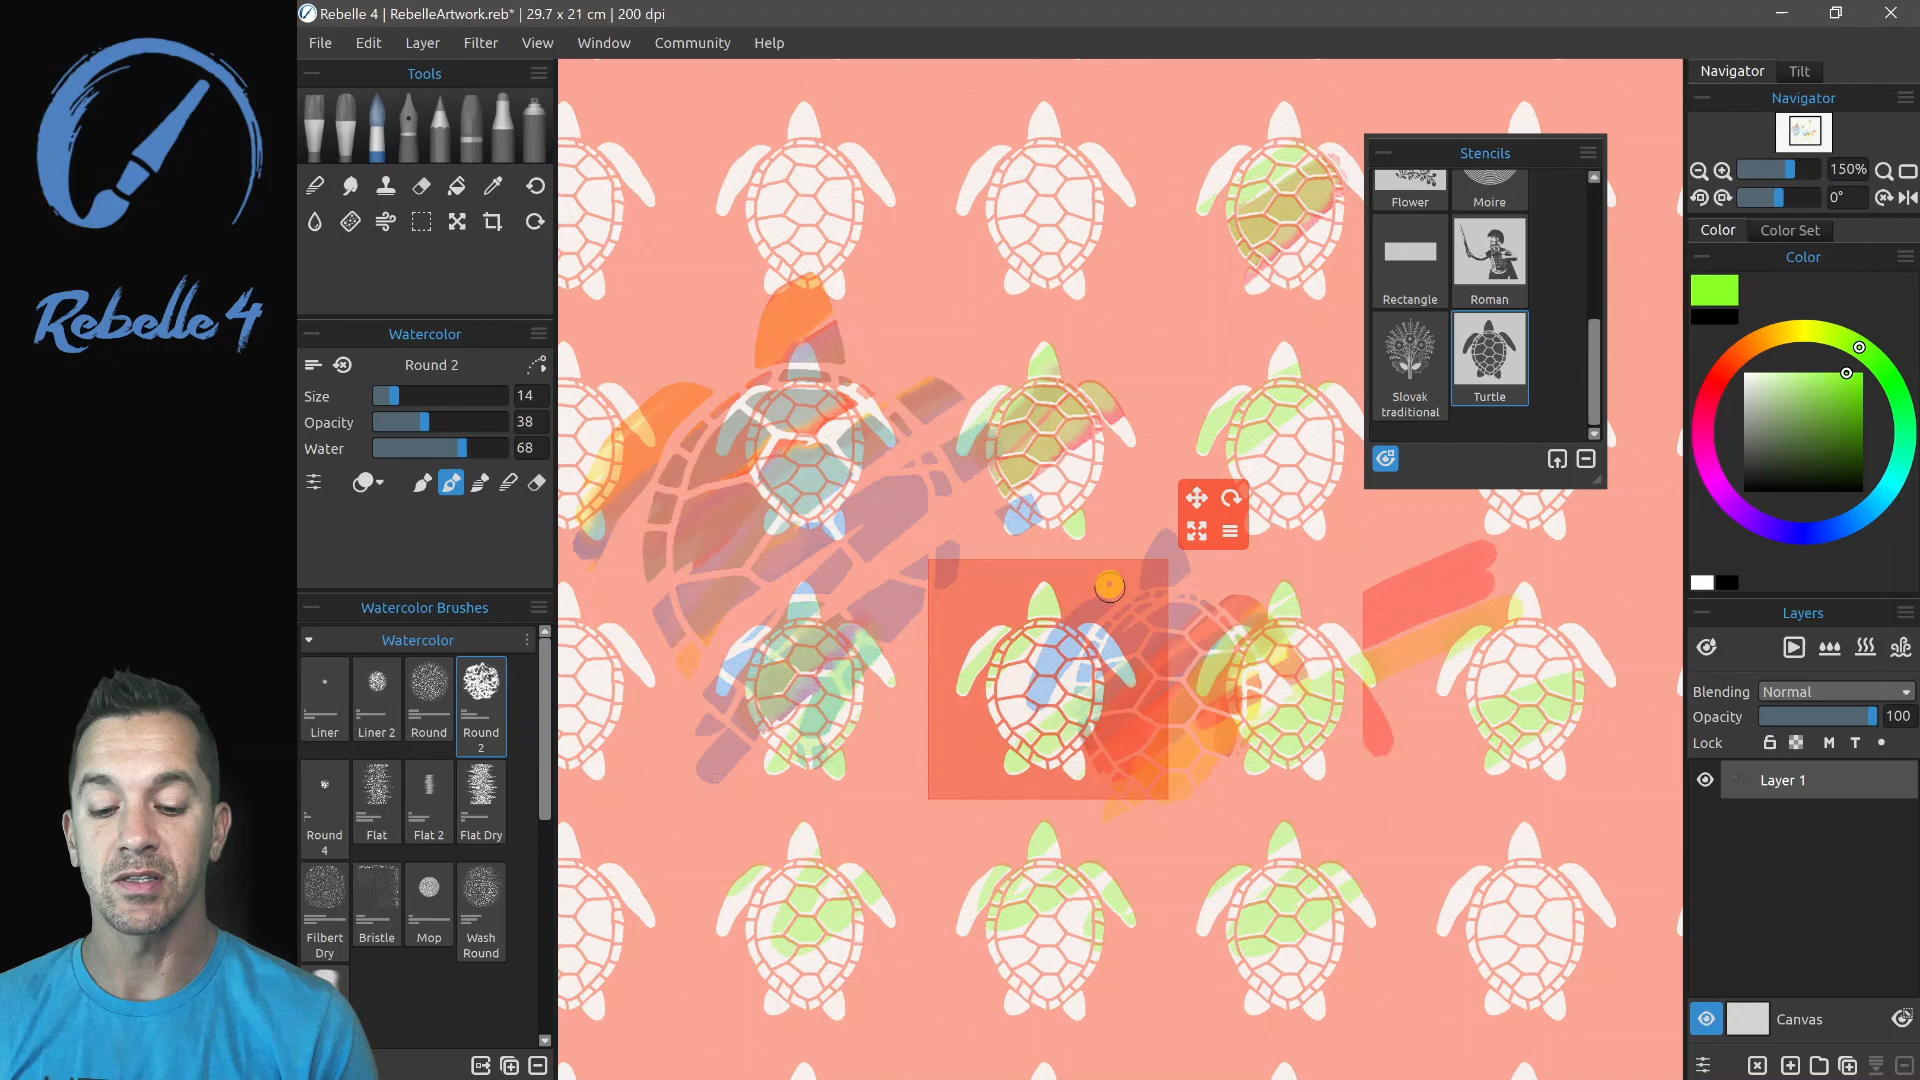 Rebelle 4 | RebelleArtwork.reb* | 29.7 x 21 cm | 200 dpi
File Edit Layer Filter View Window Community Help
Rebelle 4
Tools
Watercolor
Round 2
Size 14
Opacity 38
Water 68
Watercolor Brushes
Watercolor
Liner
Liner 2
Round
Round
2
Round
4
Flat
Flat 2
Flat Dry
Filbert
Dry
Bristle
Mop
Wash
Round
Stencils
Flower
Moire
Rectangle
Roman
Slovak
traditional
Turtle
Navigator Tilt
Navigator
150%
0°
Color Color Set
Color
Layers
Blending Normal
Opacity 100
Lock M T
Layer 1
Canvas